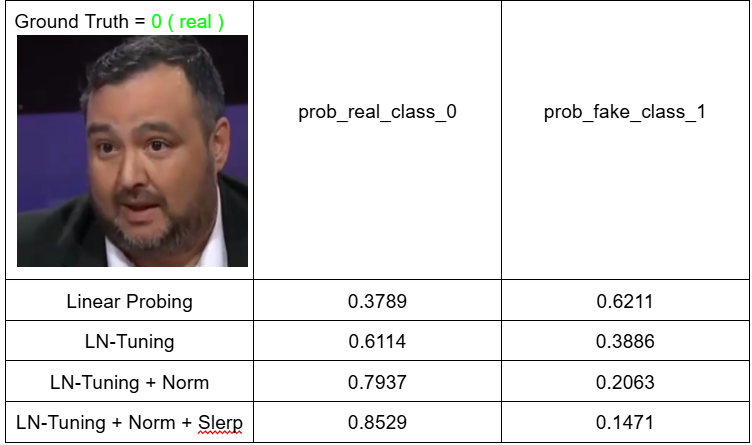 Ground Truth = 0 ( real )
prob_real_class_0
prob_fake_class_1
Linear Probing 0.3789 0.6211
LN-Tuning 0.6114 0.3886
LN-Tuning + Norm 0.7937 0.2063
LN-Tuning + Norm + Slerp 0.8529 0.1471